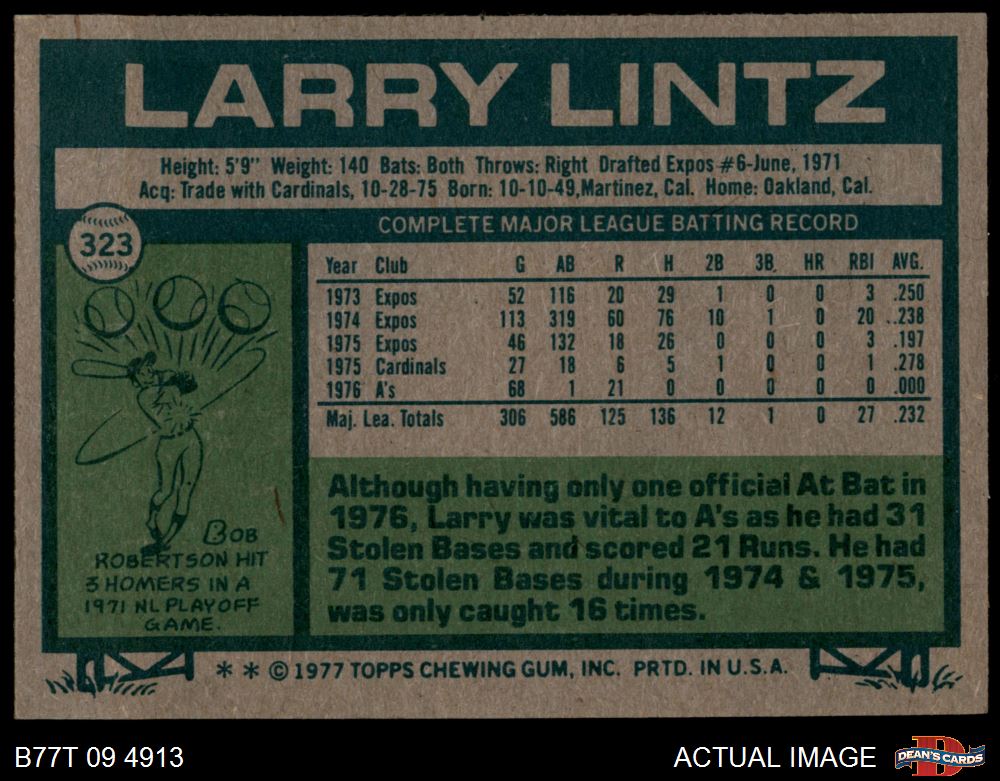 LARRY LINTZ
Height: 5'9" Weight: 140 Bats: Both Throws: Right Drafted Expos #6-June, 1971
Acq: Trade with Cardinals, 10-28-75 Born: 10-10-49,Martinez, Cal. Home: Oakland, Cal.
323
COMPLETE MAJOR LEAGUE BATTING RECORD
Year Club G AB R H 2B 3B HR RBI AVG.
1973 Expos 52 116 20 29 1 0 0 3 .250
1974 Expos 113 319 60 76 10 1 0 20 ..238
1975 Expos 46 132 18 26 0 0 0 3 .197
1975 Cardinals 27 18 6 5 1 0 0 1 .278
1976 A's 68 1 21 0 0 0 0 0 .000
Maj. Lea. Totals 306 586 125 136 12 1 0 27 .232
Although having only one official At Bat in
1976, Larry was vital to A's as he had 31
Stolen Bases and scored 21 Runs. He had
71 Stolen Bases during 1974 & 1975,
was only caught 16 times.
BOB
ROBERTSON HIT
3 HOMERS IN A
1971 NL PLAYOFF
GAME.
* * © 1977 TOPPS CHEWING GUM, INC. PRTD. IN U.S.A.
B77T 09 4913
ACTUAL IMAGE
D
DEAN'S CARDS